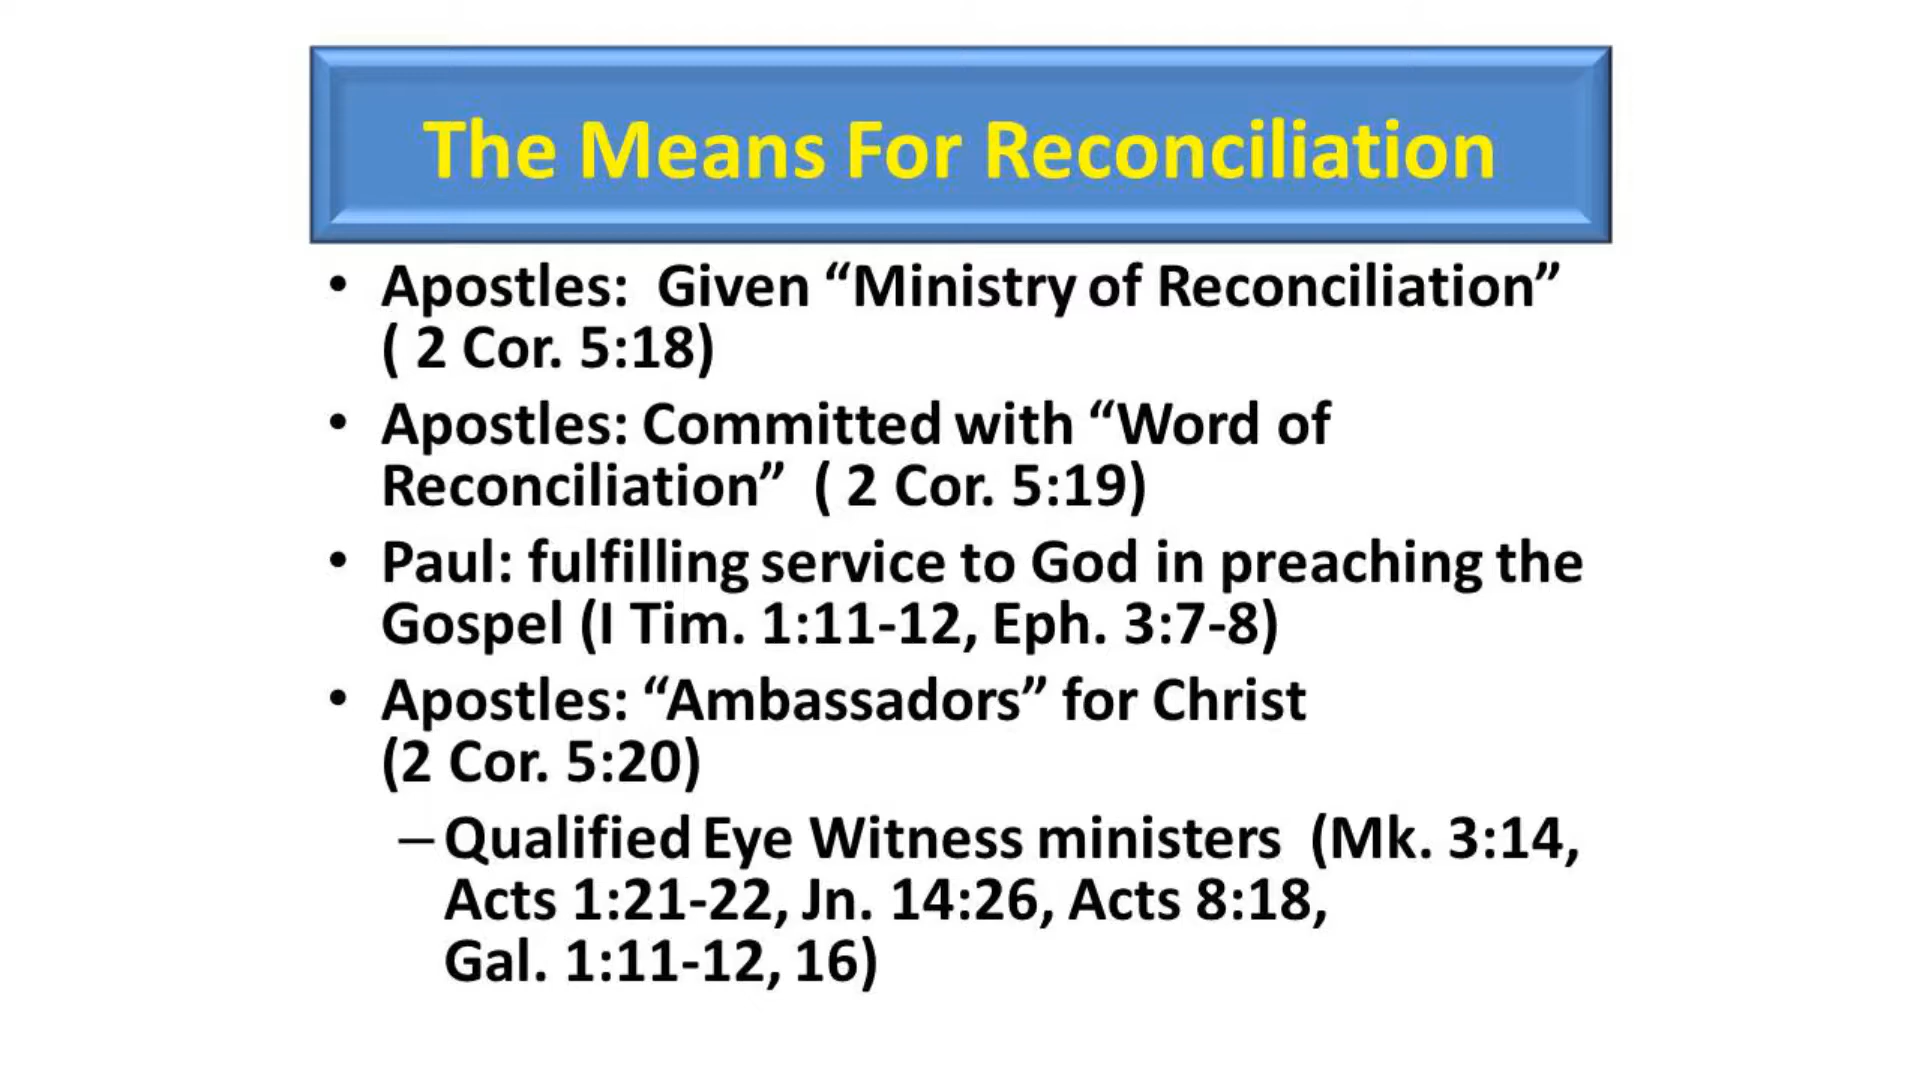 The Means For Reconciliation
• Apostles:  Given “Ministry of Reconciliation”
( 2 Cor. 5:18)
• Apostles: Committed with “Word of
Reconciliation”  ( 2 Cor. 5:19)
• Paul: fulfilling service to God in preaching the
Gospel (I Tim. 1:11-12, Eph. 3:7-8)
• Apostles: “Ambassadors” for Christ
(2 Cor. 5:20)
– Qualified Eye Witness ministers  (Mk. 3:14,
Acts 1:21-22, Jn. 14:26, Acts 8:18,
Gal. 1:11-12, 16)